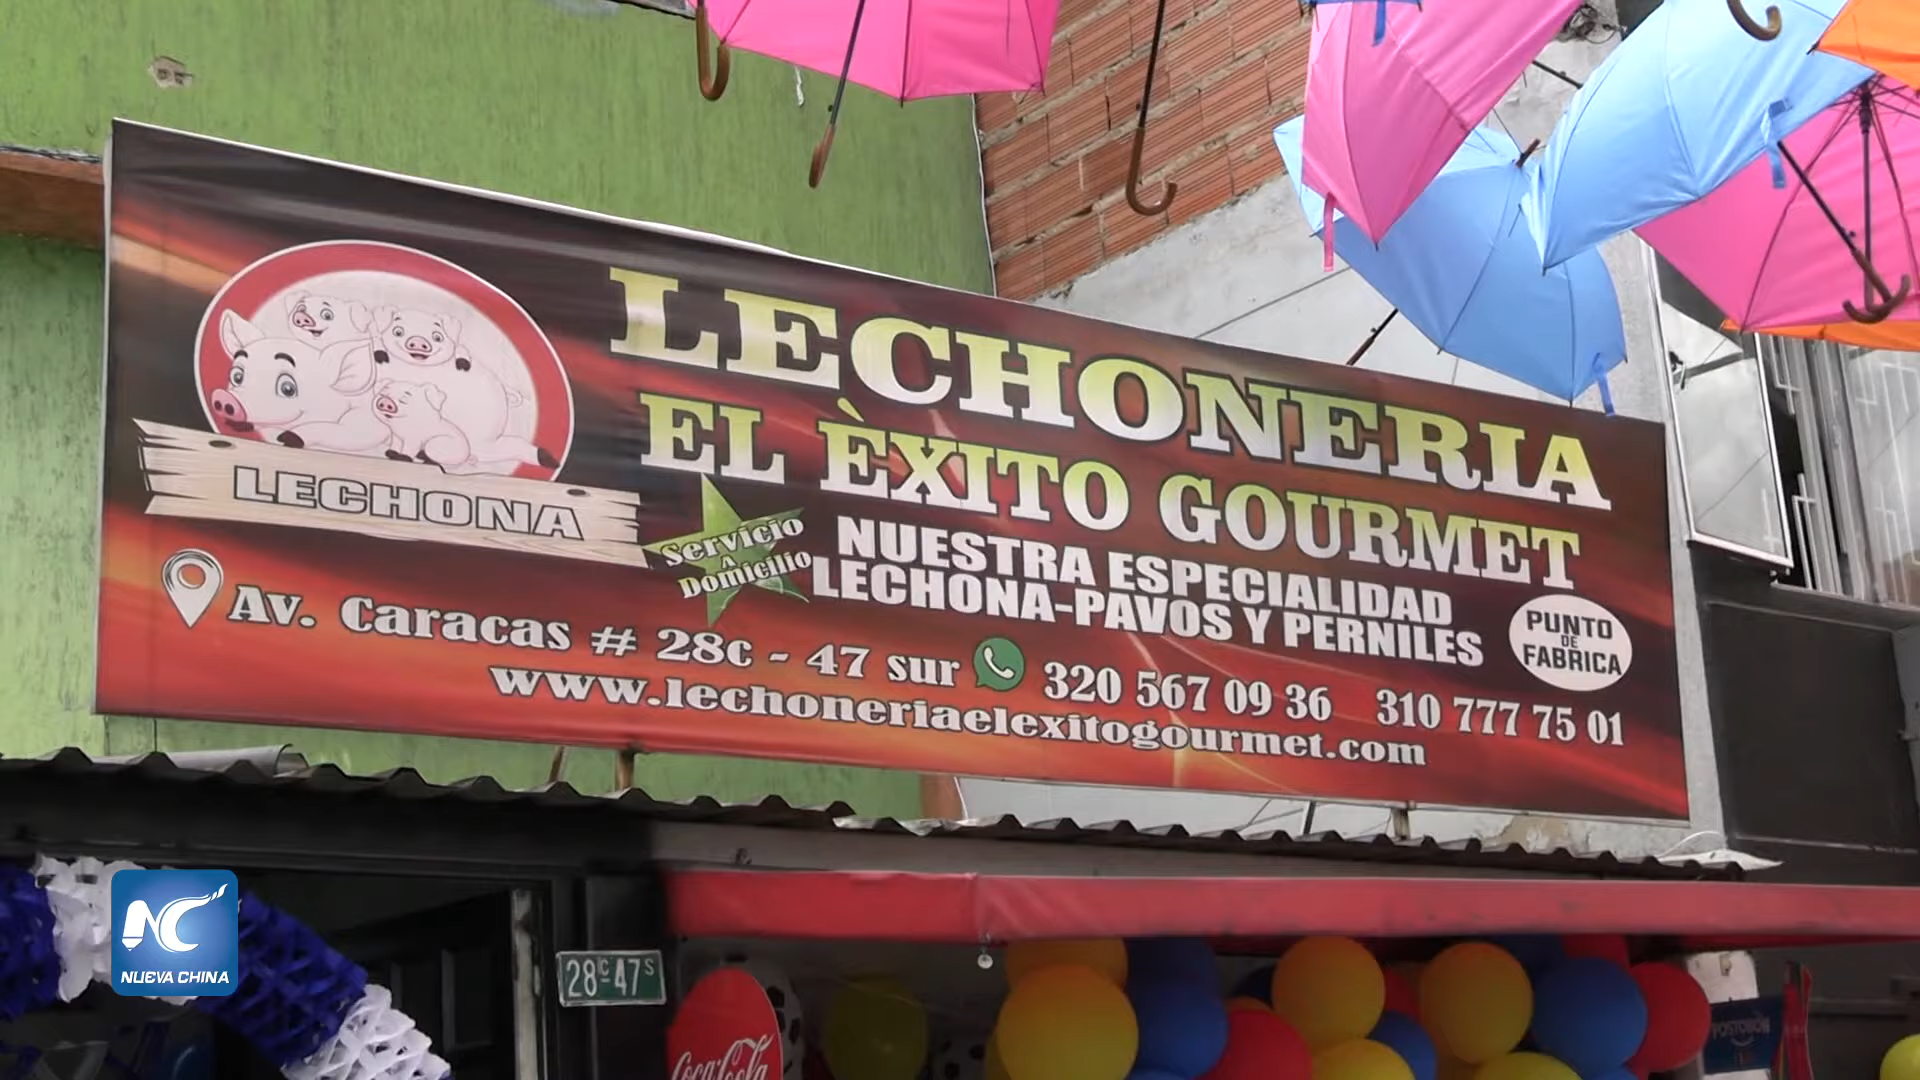 LECHONERIA
EL ÈXITO GOURMET
LECHONA
Servicio
A
Domicilio
NUESTRA ESPECIALIDAD
LECHONA-PAVOS Y PERNILES
PUNTO
DE
FABRICA
Av. Caracas # 28c - 47 sur 320 567 09 36 310 777 75 01
www.lechoneriaelexitogourmet.com
NC
NUEVA CHINA
28C-47S
Coca-Cola